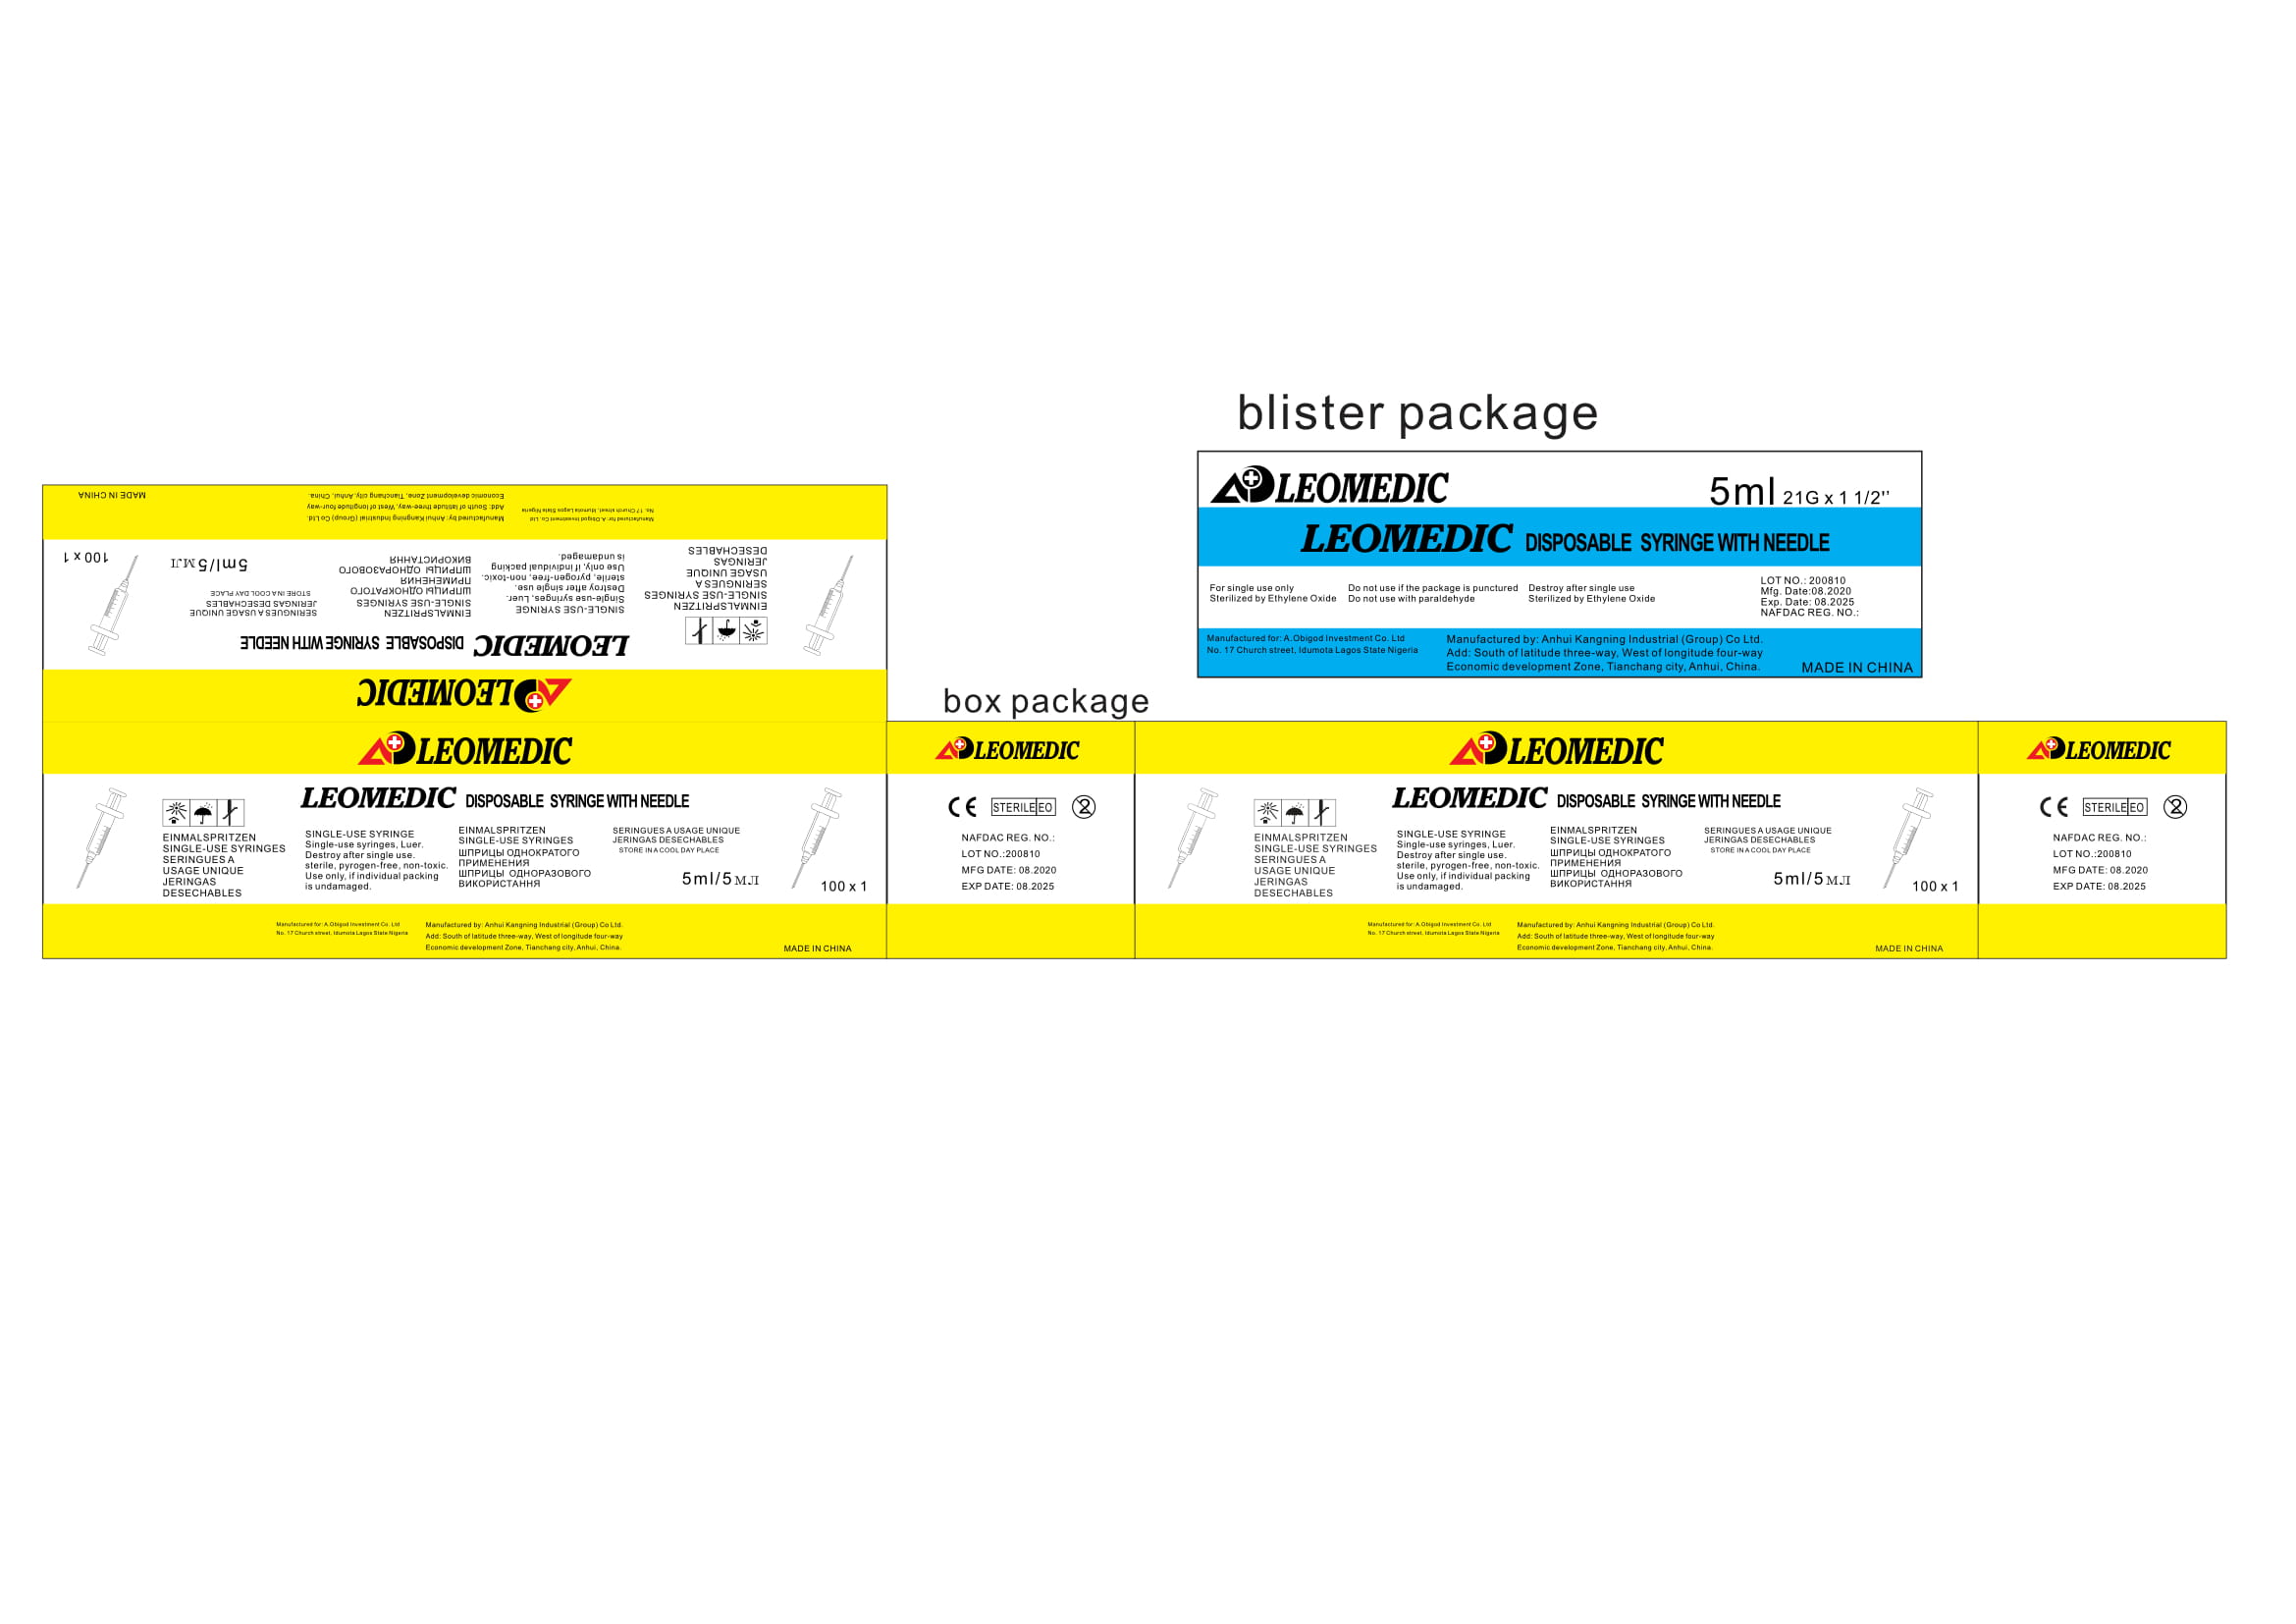 blister package
LEOMEDIC
5ml 21G x 1 1/2''
LEOMEDIC DISPOSABLE SYRINGE WITH NEEDLE
For single use only
Sterilized by Ethylene Oxide
Do not use if the package is punctured
Do not use with paraldehyde
Destroy after single use
Sterilized by Ethylene Oxide
LOT NO.: 200810
Mfg. Date:08.2020
Exp. Date: 08.2025
NAFDAC REG. NO.:
Manufactured for: A.Obigod Investment Co. Ltd
No. 17 Church street, Idumota Lagos State Nigeria
Manufactured by: Anhui Kangning Industrial (Group) Co Ltd.
Add: South of latitude three-way, West of longitude four-way
Economic development Zone, Tianchang city, Anhui, China.
MADE IN CHINA
box package
LEOMEDIC
LEOMEDIC DISPOSABLE SYRINGE WITH NEEDLE
EINMALSPRITZEN
SINGLE-USE SYRINGES
SERINGUES A
USAGE UNIQUE
JERINGAS
DESECHABLES
SINGLE-USE SYRINGE
Single-use syringes, Luer.
Destroy after single use.
sterile, pyrogen-free, non-toxic.
Use only, if individual packing
is undamaged.
EINMALSPRITZEN
SINGLE-USE SYRINGES
ШПРИЦЫ ОДНОКРАТОГО
ПРИМЕНЕНИЯ
ШПРИЦЫ ОДНОРАЗОВОГО
ВИКОРИСТАННЯ
SERINGUES A USAGE UNIQUE
JERINGAS DESECHABLES
STORE IN A COOL DAY PLACE
5ml/5мл
100 x 1
Manufactured for: A.Obigod Investment Co. Ltd
No. 17 Church street, Idumota Lagos State Nigeria
Manufactured by: Anhui Kangning Industrial (Group) Co Ltd.
Add: South of latitude three-way, West of longitude four-way
Economic development Zone, Tianchang city, Anhui, China.
MADE IN CHINA
LEOMEDIC
LEOMEDIC DISPOSABLE SYRINGE WITH NEEDLE
EINMALSPRITZEN
SINGLE-USE SYRINGES
SERINGUES A
USAGE UNIQUE
JERINGAS
DESECHABLES
SINGLE-USE SYRINGE
Single-use syringes, Luer.
Destroy after single use.
sterile, pyrogen-free, non-toxic.
Use only, if individual packing
is undamaged.
EINMALSPRITZEN
SINGLE-USE SYRINGES
ШПРИЦЫ ОДНОКРАТОГО
ПРИМЕНЕНИЯ
ШПРИЦЫ ОДНОРАЗОВОГО
ВИКОРИСТАННЯ
SERINGUES A USAGE UNIQUE
JERINGAS DESECHABLES
STORE IN A COOL DAY PLACE
5ml/5мл
100 x 1
Manufactured for: A.Obigod Investment Co. Ltd
No. 17 Church street, Idumota Lagos State Nigeria
Manufactured by: Anhui Kangning Industrial (Group) Co Ltd.
Add: South of latitude three-way, West of longitude four-way
Economic development Zone, Tianchang city, Anhui, China.
MADE IN CHINA
LEOMEDIC
CE STERILE EO 2
NAFDAC REG. NO.:
LOT NO.:200810
MFG DATE: 08.2020
EXP DATE: 08.2025
LEOMEDIC
LEOMEDIC DISPOSABLE SYRINGE WITH NEEDLE
EINMALSPRITZEN
SINGLE-USE SYRINGES
SERINGUES A
USAGE UNIQUE
JERINGAS
DESECHABLES
SINGLE-USE SYRINGE
Single-use syringes, Luer.
Destroy after single use.
sterile, pyrogen-free, non-toxic.
Use only, if individual packing
is undamaged.
EINMALSPRITZEN
SINGLE-USE SYRINGES
ШПРИЦЫ ОДНОКРАТОГО
ПРИМЕНЕНИЯ
ШПРИЦЫ ОДНОРАЗОВОГО
ВИКОРИСТАННЯ
SERINGUES A USAGE UNIQUE
JERINGAS DESECHABLES
STORE IN A COOL DAY PLACE
5ml/5мл
100 x 1
Manufactured for: A.Obigod Investment Co. Ltd
No. 17 Church street, Idumota Lagos State Nigeria
Manufactured by: Anhui Kangning Industrial (Group) Co Ltd.
Add: South of latitude three-way, West of longitude four-way
Economic development Zone, Tianchang city, Anhui, China.
MADE IN CHINA
LEOMEDIC
CE STERILE EO 2
NAFDAC REG. NO.:
LOT NO.:200810
MFG DATE: 08.2020
EXP DATE: 08.2025